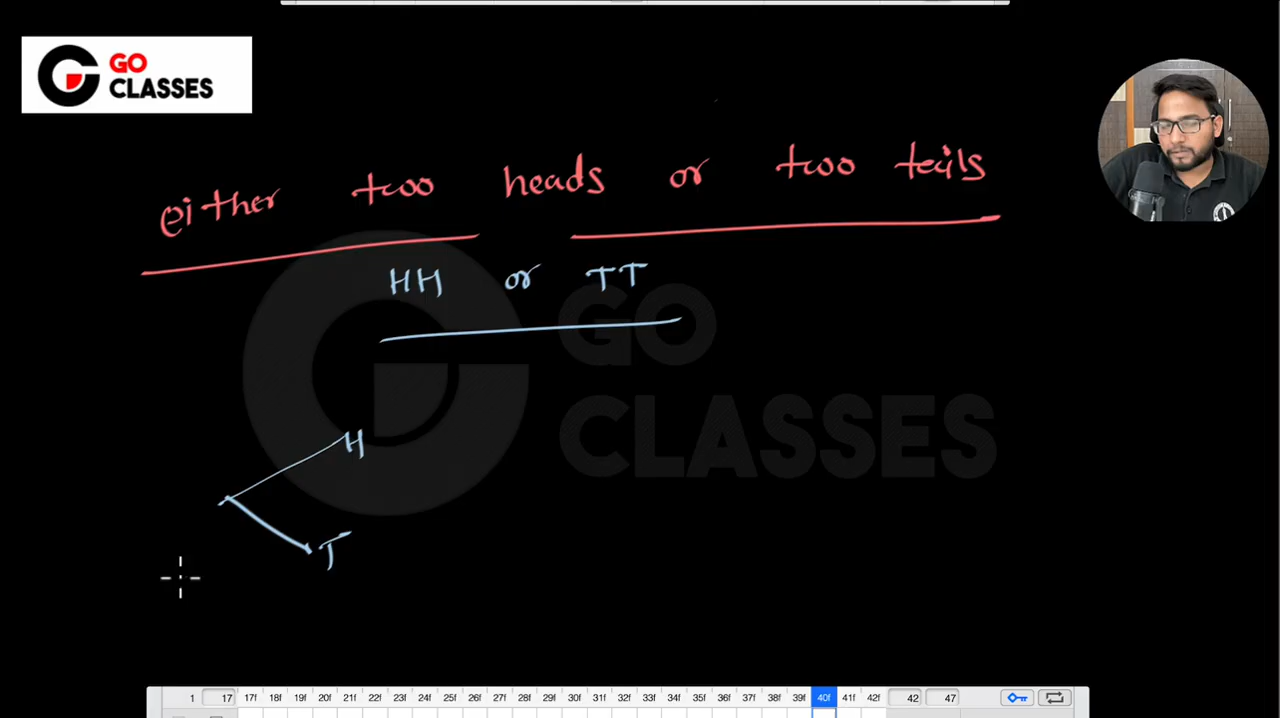 GO
CLASSES
either two heads or two tails
HH or TT
GO
CLASSES
H
T
1 17 17f 18f 19f 20f 21f 22f 23f 24f 25f 26f 27f 28f 29f 30f 31f 32f 33f 34f 35f 36f 37f 38f 39f 40f 41f 42f 42 47